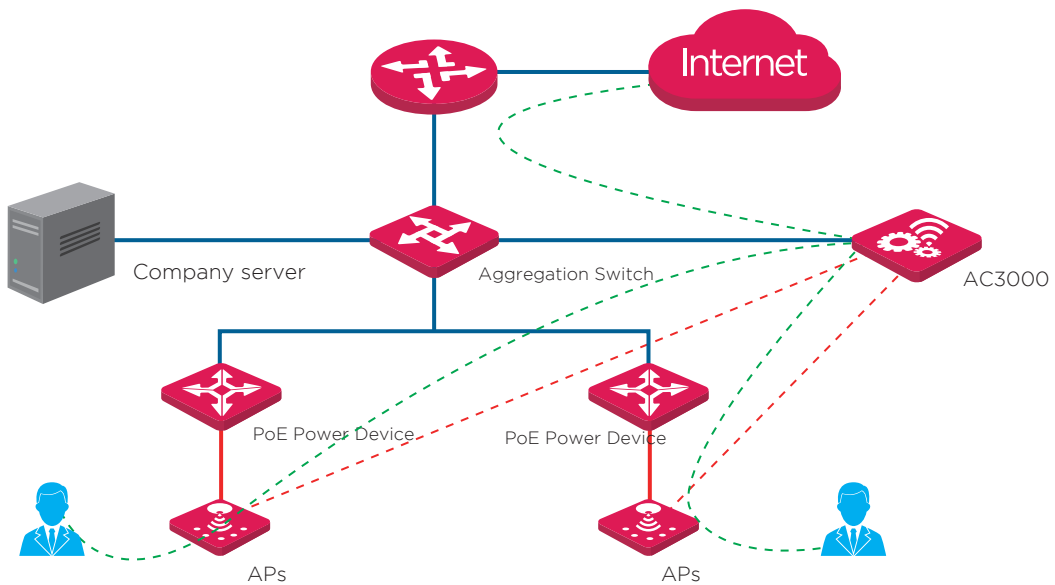 Internet
Company server
Aggregation Switch
AC3000
PoE Power Device
PoE Power Device
APs
APs